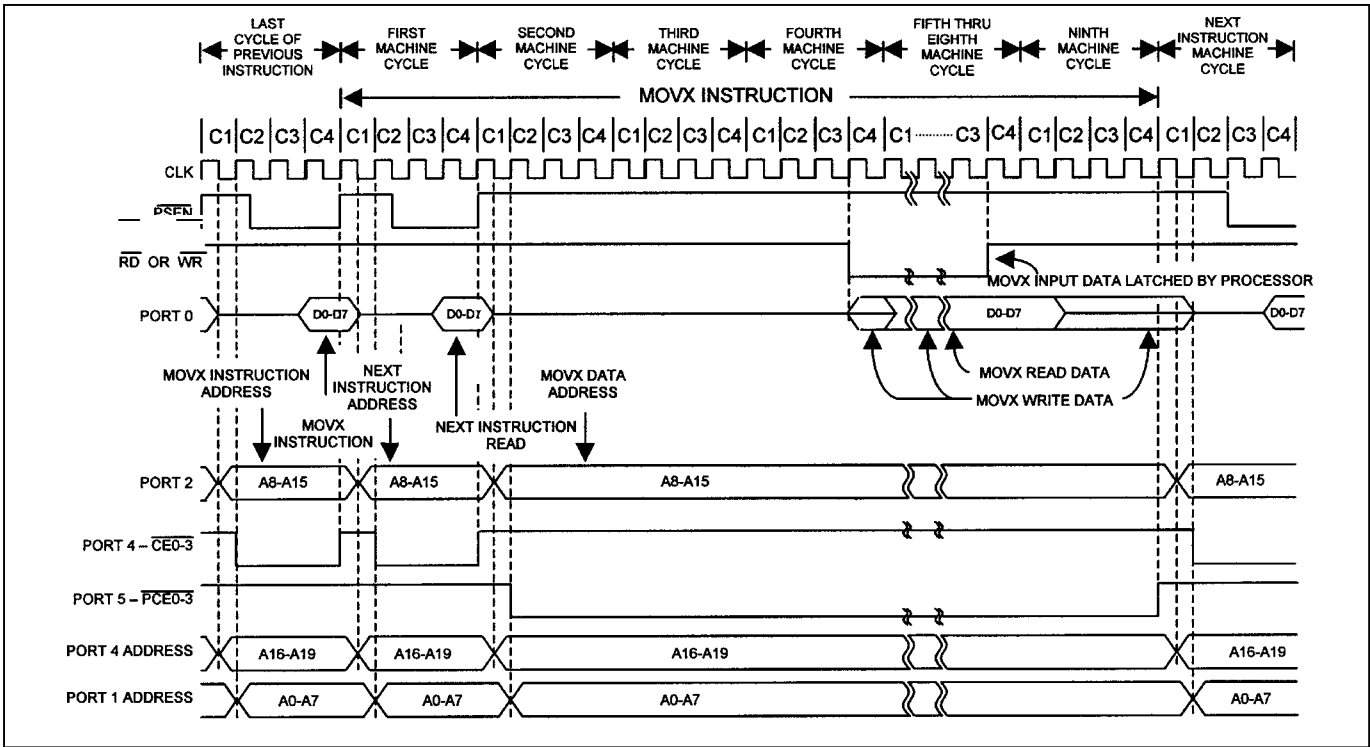 LAST
CYCLE OF
PREVIOUS
INSTRUCTION
FIRST
MACHINE
CYCLE
SECOND
MACHINE
CYCLE
THIRD
MACHINE
CYCLE
FOURTH
MACHINE
CYCLE
FIFTH THRU
EIGHTH
MACHINE
CYCLE
NINTH
MACHINE
CYCLE
NEXT
INSTRUCTION
MACHINE
CYCLE
MOVX INSTRUCTION
C1 C2 C3 C4 C1 C2 C3 C4 C1 C2 C3 C4 C1 C2 C3 C4 C1 C2 C3 C4 C1 ........ C3 C4 C1 C2 C3 C4 C1 C2 C3 C4
CLK
PSEN
RD OR WR
MOVX INPUT DATA LATCHED BY PROCESSOR
PORT 0
D0-D7
D0-D7
D0-D7
D0-D7
MOVX INSTRUCTION
ADDRESS
NEXT
INSTRUCTION
ADDRESS
MOVX DATA
ADDRESS
MOVX READ DATA
MOVX WRITE DATA
MOVX
INSTRUCTION
NEXT INSTRUCTION
READ
PORT 2
A8-A15
A8-A15
A8-A15
A8-A15
PORT 4 – CE0-3
PORT 5 – PCE0-3
PORT 4 ADDRESS
A16-A19
A16-A19
A16-A19
A16-A19
PORT 1 ADDRESS
A0-A7
A0-A7
A0-A7
A0-A7